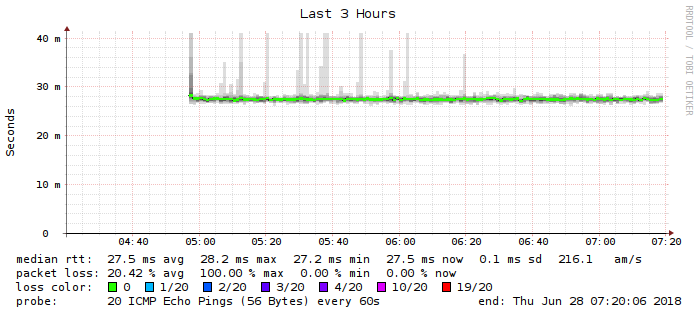 Last 3 Hours
RRDTOOL / TOBI OETIKER
Seconds
40 m
30 m
20 m
10 m
0
04:40 05:00 05:20 05:40 06:00 06:20 06:40 07:00 07:20
median rtt: 27.5 ms avg 28.2 ms max 27.2 ms min 27.5 ms now 0.1 ms sd 216.1 am/s
packet loss: 20.42 % avg 100.00 % max 0.00 % min 0.00 % now
loss color: 0 1/20 2/20 3/20 4/20 10/20 19/20
probe: 20 ICMP Echo Pings (56 Bytes) every 60s end: Thu Jun 28 07:20:06 2018